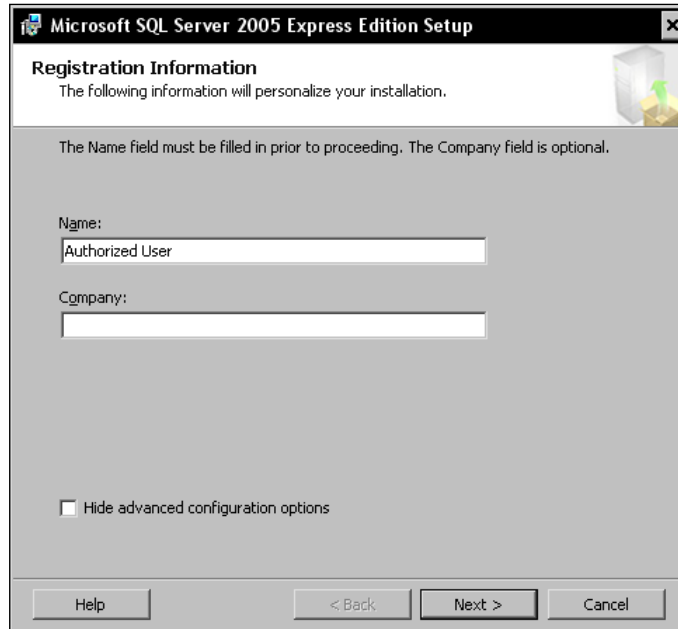 Microsoft SQL Server 2005 Express Edition Setup
Registration Information
The following information will personalize your installation.
The Name field must be filled in prior to proceeding. The Company field is optional.
Name:
Authorized User
Company:
Hide advanced configuration options
Help
< Back
Next >
Cancel